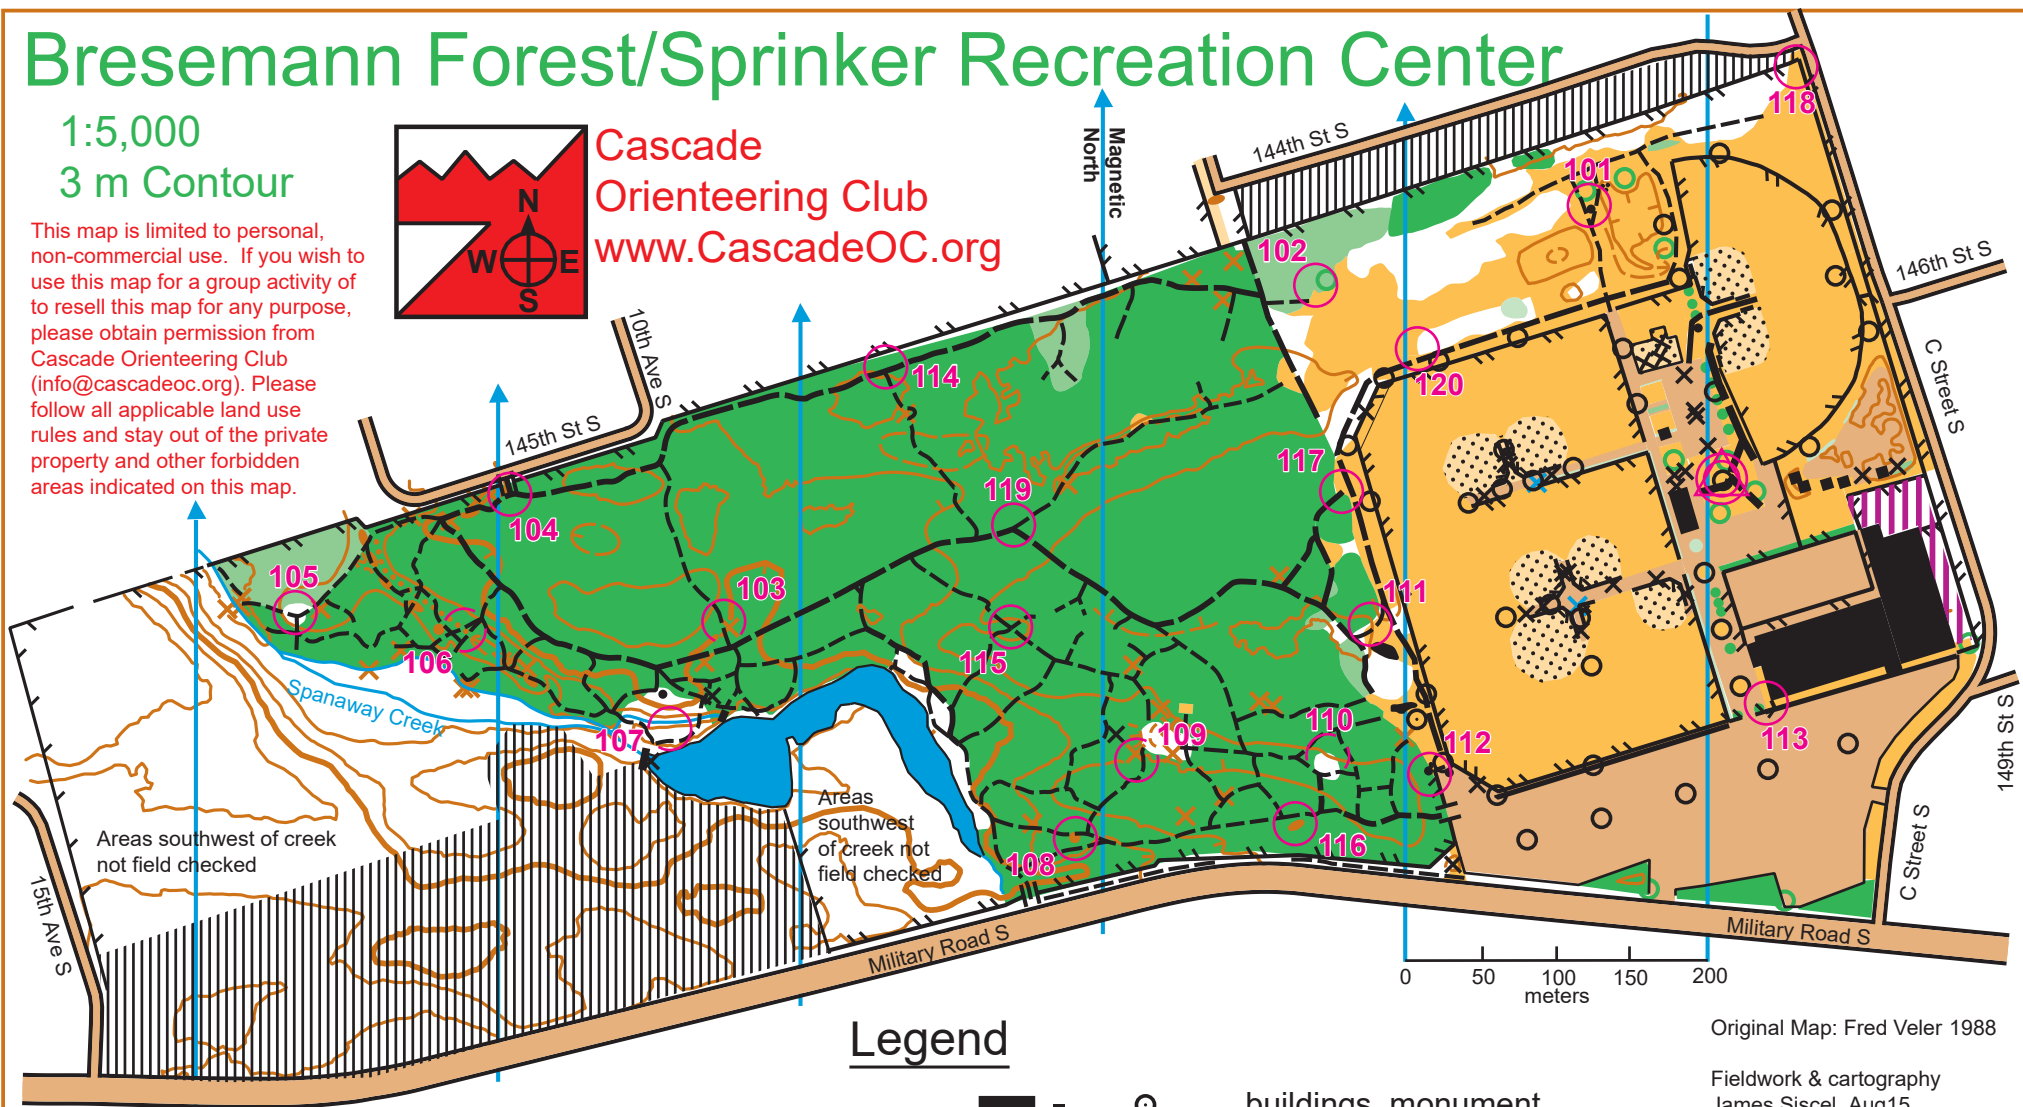 Bresemann Forest/Sprinker Recreation Center
1:5,000
3 m Contour
This map is limited to personal,
non-commercial use. If you wish to
use this map for a group activity of
to resell this map for any purpose,
please obtain permission from
Cascade Orienteering Club
(info@cascadeoc.org). Please
follow all applicable land use
rules and stay out of the private
property and other forbidden
areas indicated on this map.
N
W
E
S
Cascade
Orienteering Club
www.CascadeOC.org
Magnetic
North
144th St S
146th St S
C Street S
10th Ave S
145th St S
118
101
102
120
114
117
119
104
105
103
111
106
115
107
109
110
112
113
108
116
Spanaway Creek
149th St S
C Street S
Areas southwest of creek
not field checked
Areas
southwest
of creek not
field checked
15th Ave S
Military Road S
Military Road S
0
50
100
150
200
meters
Legend
Original Map: Fred Veler 1988
Fieldwork & cartography
James Siscel, Aug15
buildings, monument